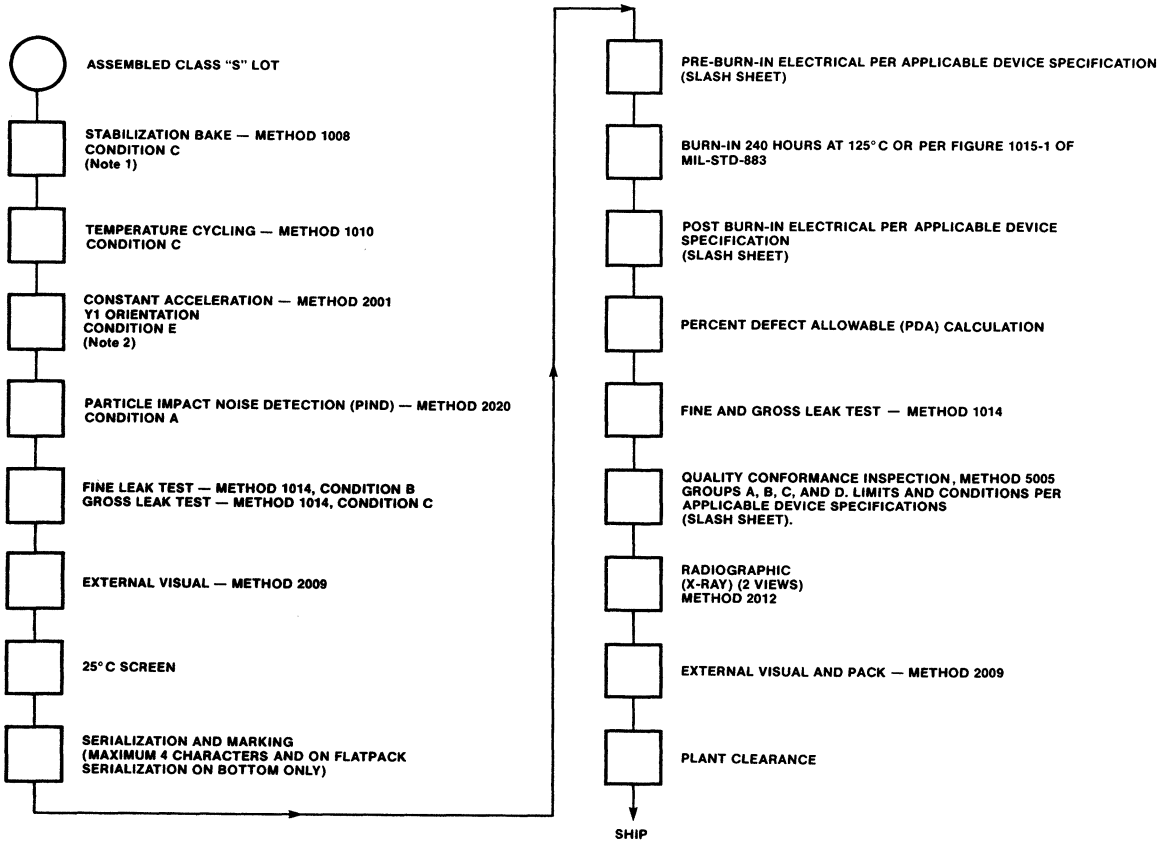 ASSEMBLED CLASS "S" LOT
STABILIZATION BAKE — METHOD 1008
CONDITION C
(Note 1)
TEMPERATURE CYCLING — METHOD 1010
CONDITION C
CONSTANT ACCELERATION — METHOD 2001
Y1 ORIENTATION
CONDITION E
(Note 2)
PARTICLE IMPACT NOISE DETECTION (PIND) — METHOD 2020
CONDITION A
FINE LEAK TEST — METHOD 1014, CONDITION B
GROSS LEAK TEST — METHOD 1014, CONDITION C
EXTERNAL VISUAL — METHOD 2009
25°C SCREEN
SERIALIZATION AND MARKING
(MAXIMUM 4 CHARACTERS AND ON FLATPACK
SERIALIZATION ON BOTTOM ONLY)
PRE-BURN-IN ELECTRICAL PER APPLICABLE DEVICE SPECIFICATION
(SLASH SHEET)
BURN-IN 240 HOURS AT 125°C OR PER FIGURE 1015-1 OF
MIL-STD-883
POST BURN-IN ELECTRICAL PER APPLICABLE DEVICE
SPECIFICATION
(SLASH SHEET)
PERCENT DEFECT ALLOWABLE (PDA) CALCULATION
FINE AND GROSS LEAK TEST — METHOD 1014
QUALITY CONFORMANCE INSPECTION, METHOD 5005
GROUPS A, B, C, AND D. LIMITS AND CONDITIONS PER
APPLICABLE DEVICE SPECIFICATIONS
(SLASH SHEET).
RADIOGRAPHIC
(X-RAY) (2 VIEWS)
METHOD 2012
EXTERNAL VISUAL AND PACK — METHOD 2009
PLANT CLEARANCE
SHIP